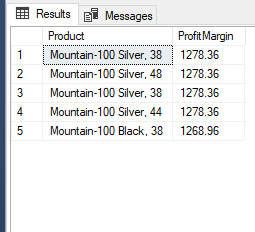 Results Messages
Product ProfitMargin
1 Mountain-100 Silver, 38 1278.36
2 Mountain-100 Silver, 48 1278.36
3 Mountain-100 Silver, 38 1278.36
4 Mountain-100 Silver, 44 1278.36
5 Mountain-100 Black, 38 1268.96